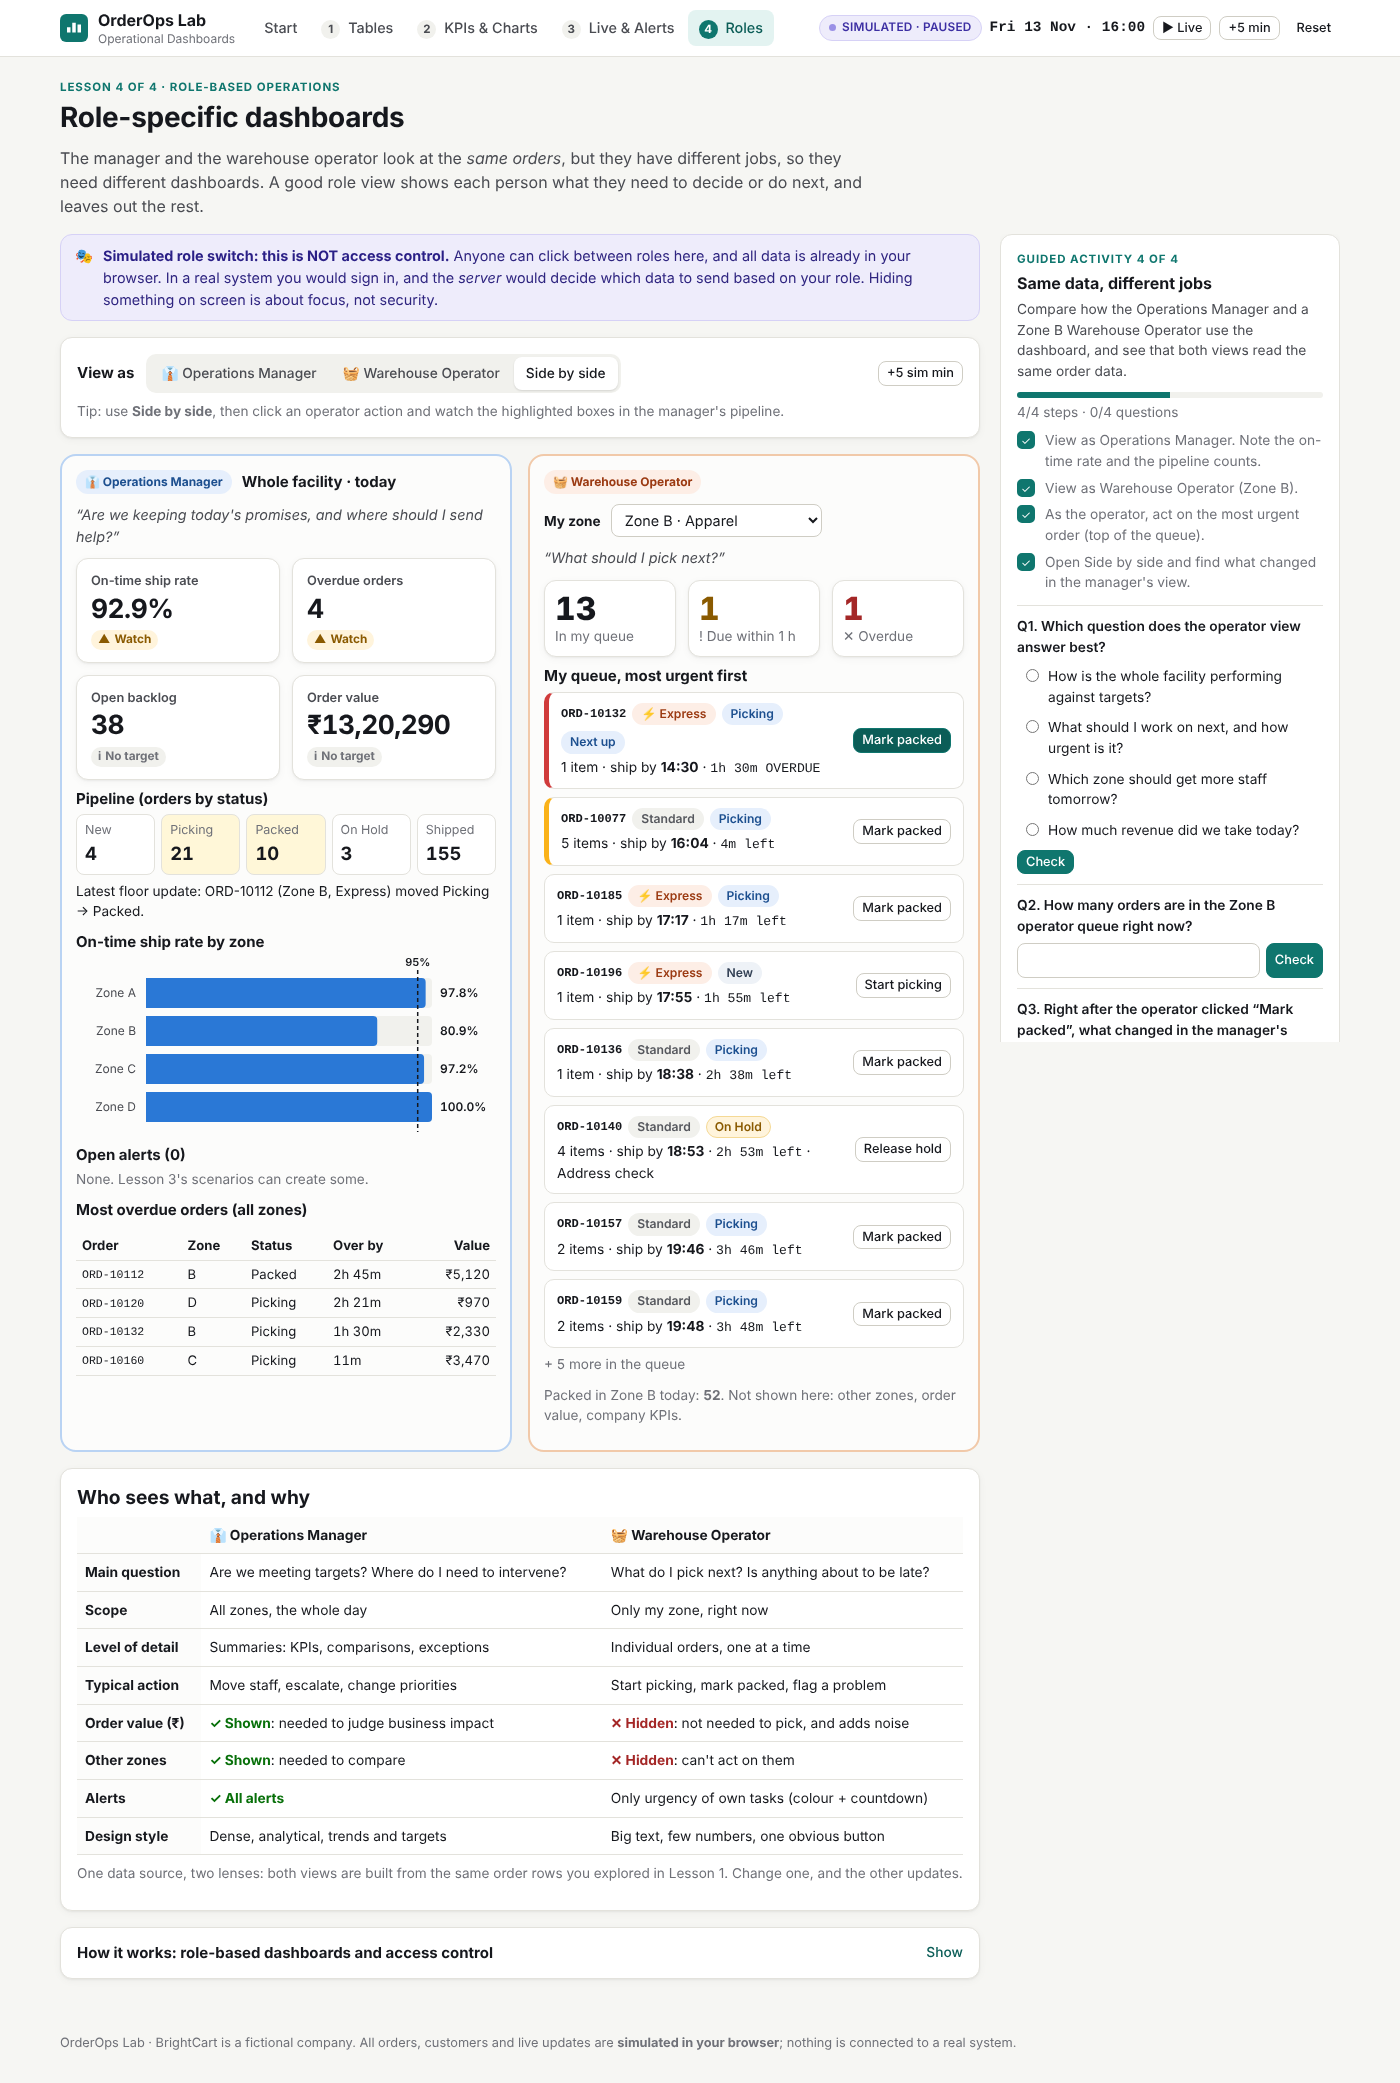 OrderOps Lab
Operational Dashboards
Start
1 Tables
2 KPIs & Charts
3 Live & Alerts
4 Roles
SIMULATED · PAUSED
Fri 13 Nov · 16:00
▶ Live
+5 min
Reset
LESSON 4 OF 4 · ROLE-BASED OPERATIONS
Role-specific dashboards
The manager and the warehouse operator look at the same orders, but they have different jobs, so they
need different dashboards. A good role view shows each person what they need to decide or do next, and
leaves out the rest.
Simulated role switch: this is NOT access control. Anyone can click between roles here, and all data is already in your
browser. In a real system you would sign in, and the server would decide which data to send based on your role. Hiding
something on screen is about focus, not security.
View as
Operations Manager
Warehouse Operator
Side by side
+5 sim min
Tip: use Side by side, then click an operator action and watch the highlighted boxes in the manager's pipeline.
Operations Manager
Whole facility · today
“Are we keeping today's promises, and where should I send
help?”
On-time ship rate
92.9%
▲ Watch
Overdue orders
4
▲ Watch
Open backlog
38
i No target
Order value
₹13,20,290
i No target
Pipeline (orders by status)
New
4
Picking
21
Packed
10
On Hold
3
Shipped
155
Latest floor update: ORD-10112 (Zone B, Express) moved Picking
→ Packed.
On-time ship rate by zone
95%
Zone A 97.8%
Zone B 80.9%
Zone C 97.2%
Zone D 100.0%
Open alerts (0)
None. Lesson 3's scenarios can create some.
Most overdue orders (all zones)
Order Zone Status Over by Value
ORD-10112 B Packed 2h 45m ₹5,120
ORD-10120 D Picking 2h 21m ₹970
ORD-10132 B Picking 1h 30m ₹2,330
ORD-10160 C Picking 11m ₹3,470
Warehouse Operator
My zone
Zone B · Apparel
“What should I pick next?”
13
In my queue
1
! Due within 1 h
1
✕ Overdue
My queue, most urgent first
ORD-10132 ⚡ Express Picking
Next up
1 item · ship by 14:30 · 1h 30m OVERDUE
Mark packed
ORD-10077 Standard Picking
5 items · ship by 16:04 · 4m left
Mark packed
ORD-10185 ⚡ Express Picking
1 item · ship by 17:17 · 1h 17m left
Mark packed
ORD-10196 ⚡ Express New
1 item · ship by 17:55 · 1h 55m left
Start picking
ORD-10136 Standard Picking
1 item · ship by 18:38 · 2h 38m left
Mark packed
ORD-10140 Standard On Hold
4 items · ship by 18:53 · 2h 53m left ·
Address check
Release hold
ORD-10157 Standard Picking
2 items · ship by 19:46 · 3h 46m left
Mark packed
ORD-10159 Standard Picking
2 items · ship by 19:48 · 3h 48m left
Mark packed
+ 5 more in the queue
Packed in Zone B today: 52. Not shown here: other zones, order
value, company KPIs.
GUIDED ACTIVITY 4 OF 4
Same data, different jobs
Compare how the Operations Manager and a
Zone B Warehouse Operator use the
dashboard, and see that both views read the
same order data.
4/4 steps · 0/4 questions
View as Operations Manager. Note the on-
time rate and the pipeline counts.
View as Warehouse Operator (Zone B).
As the operator, act on the most urgent
order (top of the queue).
Open Side by side and find what changed
in the manager's view.
Q1. Which question does the operator view
answer best?
How is the whole facility performing
against targets?
What should I work on next, and how
urgent is it?
Which zone should get more staff
tomorrow?
How much revenue did we take today?
Check
Q2. How many orders are in the Zone B
operator queue right now?
Check
Q3. Right after the operator clicked “Mark
packed”, what changed in the manager's
Who sees what, and why
Operations Manager Warehouse Operator
Main question Are we meeting targets? Where do I need to intervene? What do I pick next? Is anything about to be late?
Scope All zones, the whole day Only my zone, right now
Level of detail Summaries: KPIs, comparisons, exceptions Individual orders, one at a time
Typical action Move staff, escalate, change priorities Start picking, mark packed, flag a problem
Order value (₹) ✓ Shown: needed to judge business impact ✕ Hidden: not needed to pick, and adds noise
Other zones ✓ Shown: needed to compare ✕ Hidden: can't act on them
Alerts ✓ All alerts Only urgency of own tasks (colour + countdown)
Design style Dense, analytical, trends and targets Big text, few numbers, one obvious button
One data source, two lenses: both views are built from the same order rows you explored in Lesson 1. Change one, and the other updates.
How it works: role-based dashboards and access control
Show
OrderOps Lab · BrightCart is a fictional company. All orders, customers and live updates are simulated in your browser; nothing is connected to a real system.